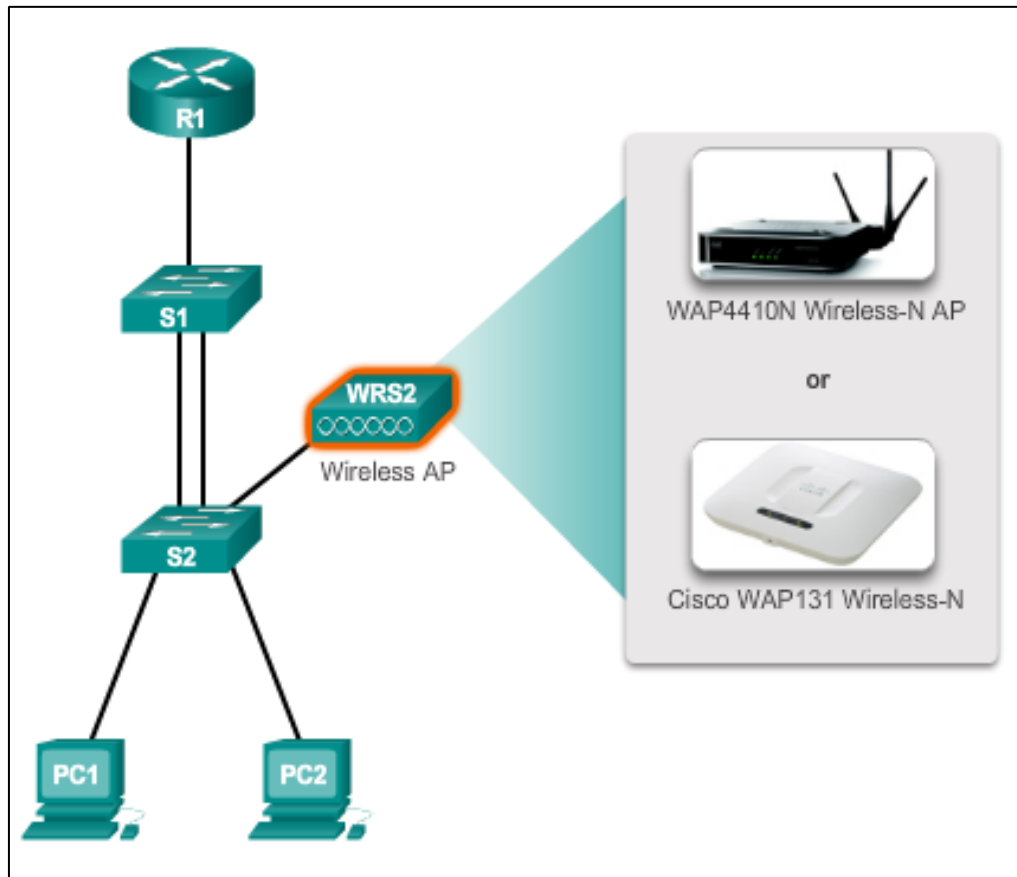 R1
S1
WRS2
Wireless AP
S2
PC1
PC2
WAP4410N Wireless-N AP
or
Cisco WAP131 Wireless-N